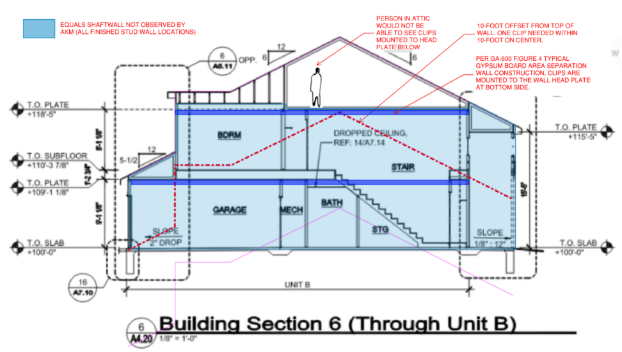 EQUALS SHAFTWALL NOT OBSERVED BY
AKM (ALL FINISHED STUD WALL LOCATIONS)
PERSON IN ATTIC
WOULD NOT BE
ABLE TO SEE CLIPS
MOUNTED TO HEAD
PLATE BELOW
10-FOOT OFFSET FROM TOP OF
WALL. ONE CLIP NEEDED WITHIN
10-FOOT ON CENTER.
PER GA-600 FIGURE 4 TYPICAL
GYPSUM BOARD AREA SEPARATION
WALL CONSTRUCTION, CLIPS ARE
MOUNTED TO THE WALL HEAD PLATE
AT BOTTOM SIDE.
6
A5.11
OPP.
12
6
12
6
T.O. PLATE
+118'-5"
T.O. SUBFLOOR
+110'-3 7/8"
T.O. PLATE
+109'-1 1/8"
T.O. SLAB
+100'-0"
12
5-1/2
BDRM
DROPPED CEILING,
REF: 14/A7.14
STAIR
GARAGE
MECH
BATH
STG
SLOPE
2" DROP
SLOPE
1/8" : 12"
T.O. PLATE
+115'-5"
T.O. SLAB
+100'-0"
16
A7.10
UNIT B
6
A4.20
Building Section 6 (Through Unit B)
1/8" = 1'-0"